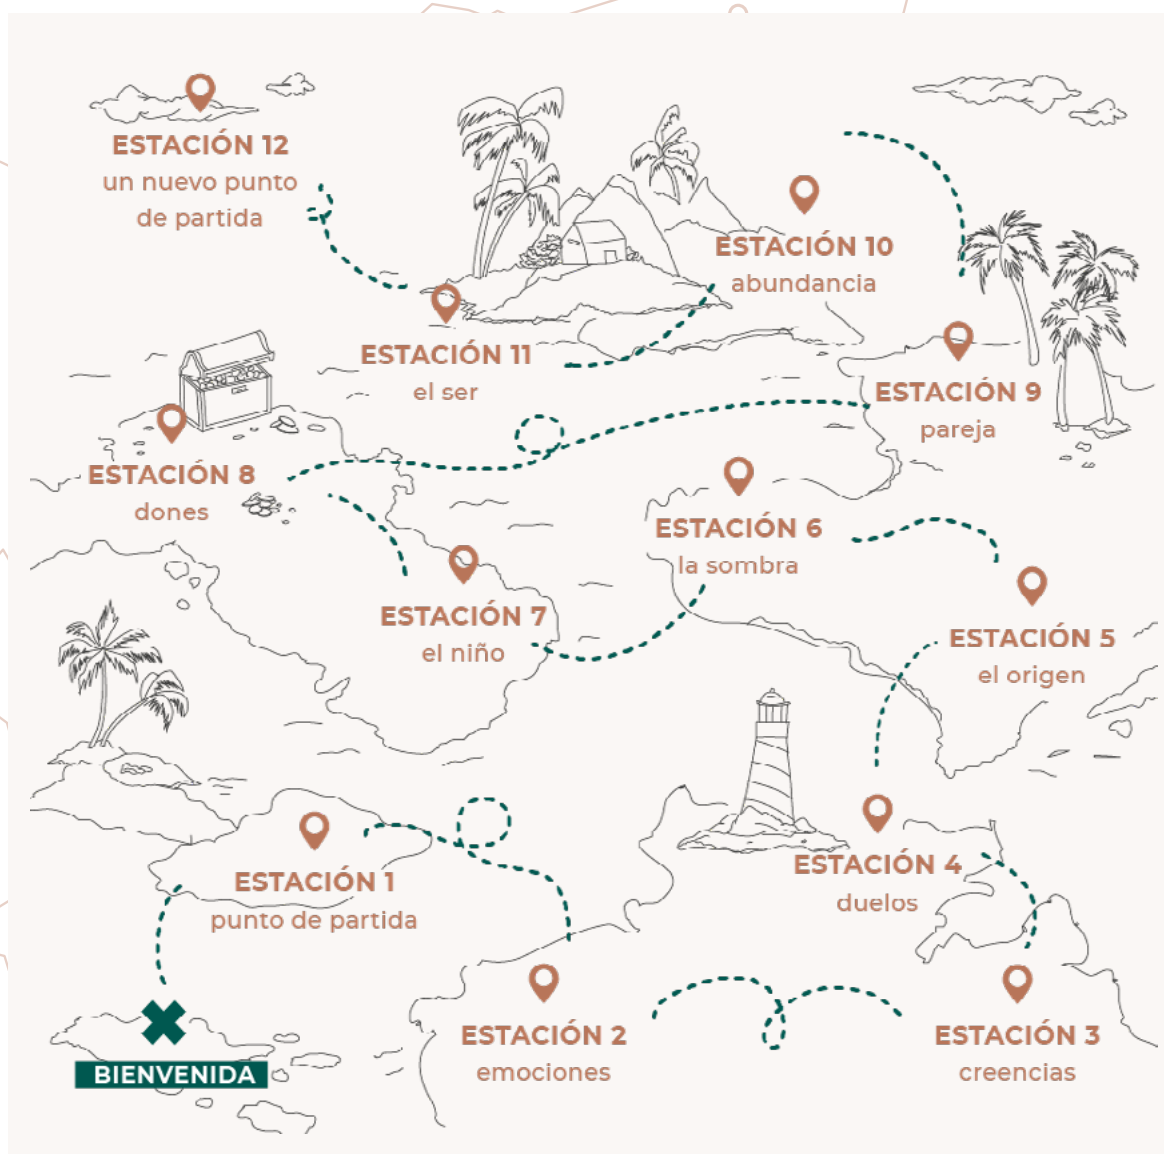 ESTACIÓN 12
un nuevo punto
de partida
ESTACIÓN 10
abundancia
ESTACIÓN 11
el ser
ESTACIÓN 9
pareja
ESTACIÓN 8
dones
ESTACIÓN 6
la sombra
ESTACIÓN 7
el niño
ESTACIÓN 5
el origen
ESTACIÓN 4
duelos
ESTACIÓN 1
punto de partida
ESTACIÓN 2
emociones
ESTACIÓN 3
creencias
BIENVENIDA